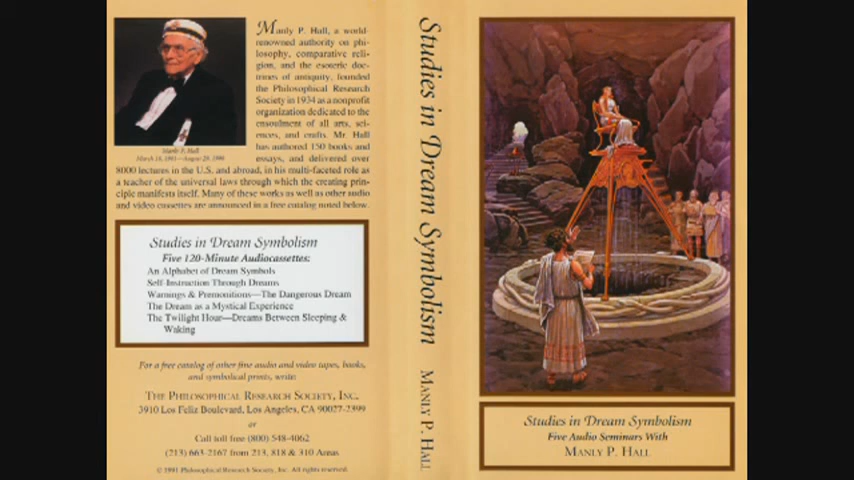 Manly P. Hall, a world-
renowned authority on phi-
losophy, comparative reli-
gion, and the esoteric doc-
trines of antiquity, founded
the Philosophical Research
Society in 1934 as a nonprofit
organization dedicated to the
ensoulment of all arts, sci-
ences, and crafts. Mr. Hall
has authored 150 books and
essays, and delivered over
Manly P. Hall
March 18, 1901—August 29, 1990
8000 lectures in the U.S. and abroad, in his multi-faceted role as
a teacher of the universal laws through which the creating prin-
ciple manifests itself. Many of these works as well as other audio
and video cassettes are announced in a free catalog noted below.
Studies in Dream Symbolism
Five 120-Minute Audiocassettes:
An Alphabet of Dream Symbols
Self-Instruction Through Dreams
Warnings & Premonitions—The Dangerous Dream
The Dream as a Mystical Experience
The Twilight Hour—Dreams Between Sleeping &
Waking
For a free catalog of other fine audio and video tapes, books,
and symbolical prints, write:
THE PHILOSOPHICAL RESEARCH SOCIETY, INC.
3910 Los Feliz Boulevard, Los Angeles, CA 90027-2399
or
Call toll free (800) 548-4062
(213) 663-2167 from 213, 818 & 310 Areas
© 1991 Philosophical Research Society, Inc. All rights reserved.
Studies in Dream Symbolism
MANLY P. HALL
Studies in Dream Symbolism
Five Audio Seminars With
MANLY P. HALL